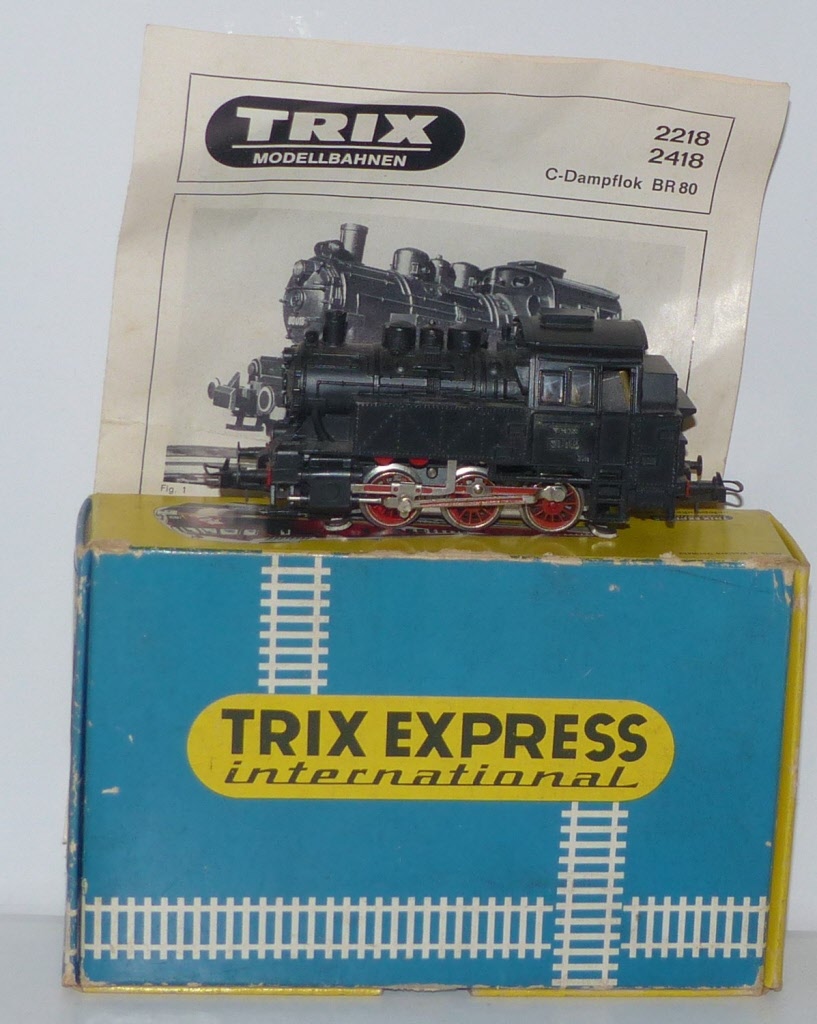 TRIX
MODELLBAHNEN
2218
2418
C-Dampflok BR 80
Fig. 1
TRIX EXPRESS
international